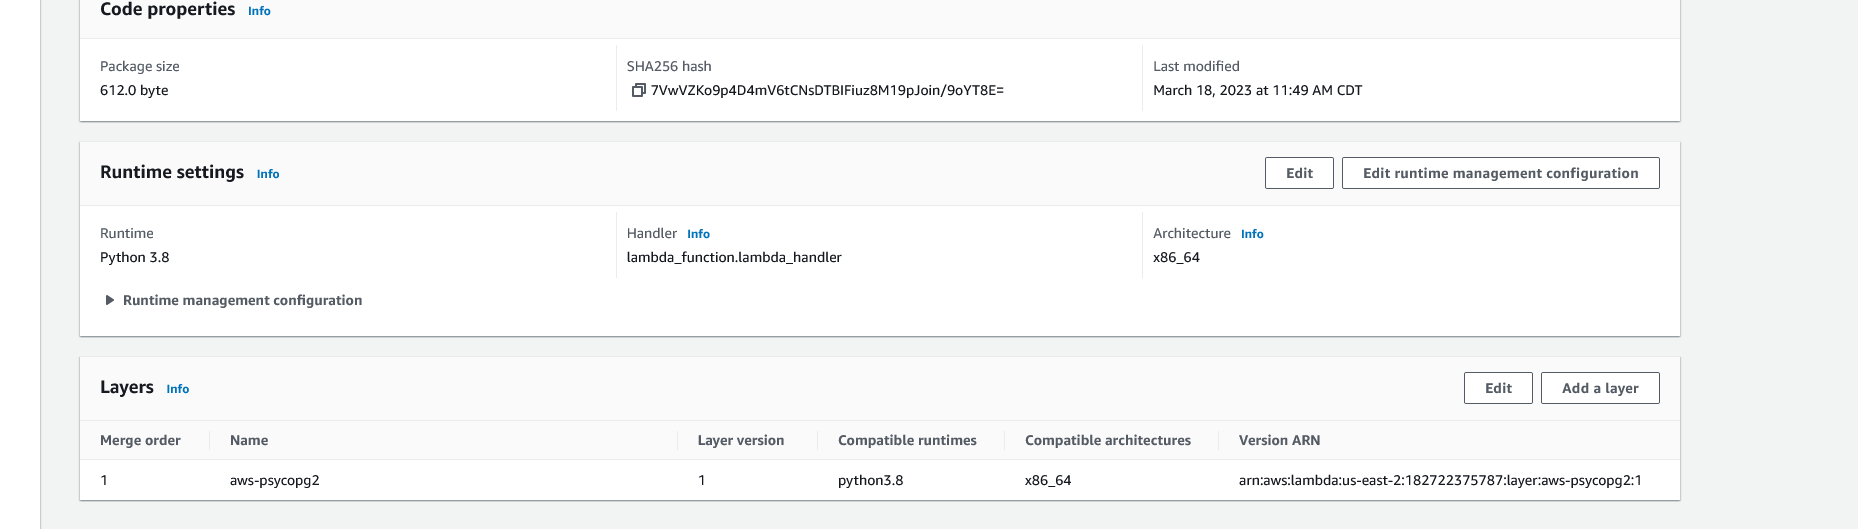 Code properties Info
Package size SHA256 hash Last modified
612.0 byte 7VwVZKo9p4D4mV6tCNsDTBIFiuz8M19pJoin/9oYT8E= March 18, 2023 at 11:49 AM CDT
Runtime settings Info Edit Edit runtime management configuration
Runtime Handler Info Architecture Info
Python 3.8 lambda_function.lambda_handler x86_64
Runtime management configuration
Layers Info Edit Add a layer
Merge order Name Layer version Compatible runtimes Compatible architectures Version ARN
1 aws-psycopg2 1 python3.8 x86_64 arn:aws:lambda:us-east-2:182722375787:layer:aws-psycopg2:1